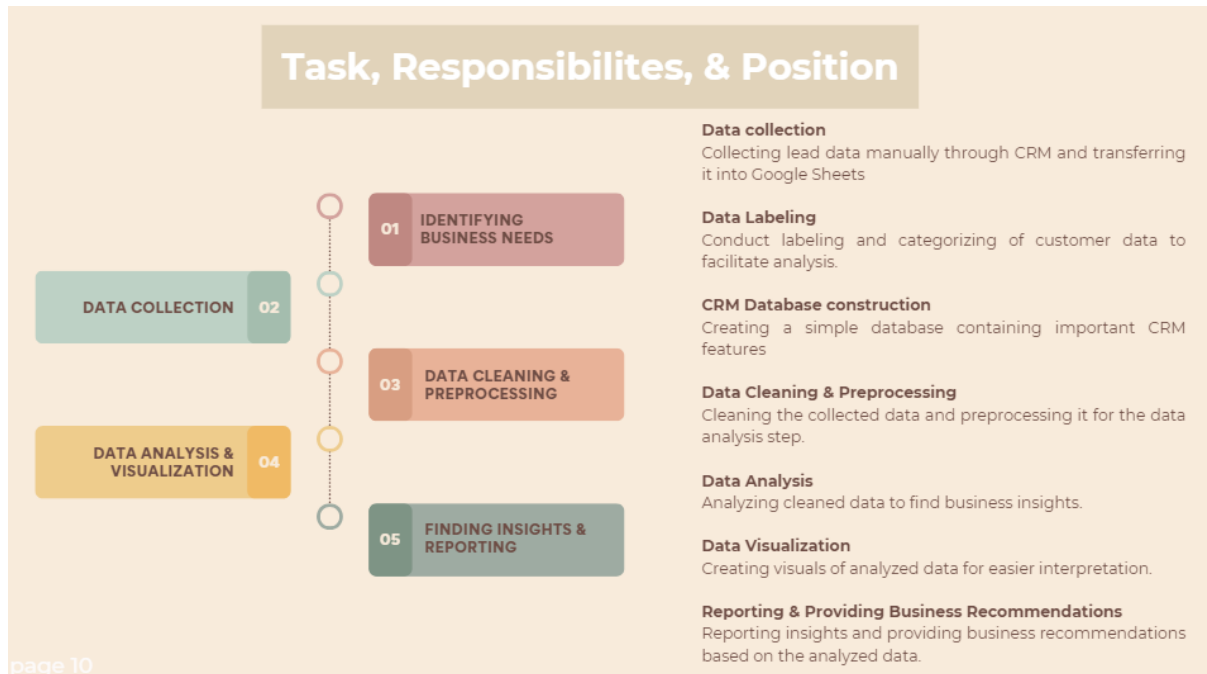 Task, Responsibilites, & Position
01
IDENTIFYING
BUSINESS NEEDS
DATA COLLECTION
02
03
DATA CLEANING &
PREPROCESSING
DATA ANALYSIS &
VISUALIZATION
04
05
FINDING INSIGHTS &
REPORTING
Data collection
Collecting lead data manually through CRM and transferring
it into Google Sheets
Data Labeling
Conduct labeling and categorizing of customer data to
facilitate analysis.
CRM Database construction
Creating a simple database containing important CRM
features
Data Cleaning & Preprocessing
Cleaning the collected data and preprocessing it for the data
analysis step.
Data Analysis
Analyzing cleaned data to find business insights.
Data Visualization
Creating visuals of analyzed data for easier interpretation.
Reporting & Providing Business Recommendations
Reporting insights and providing business recommendations
based on the analyzed data.
page 10